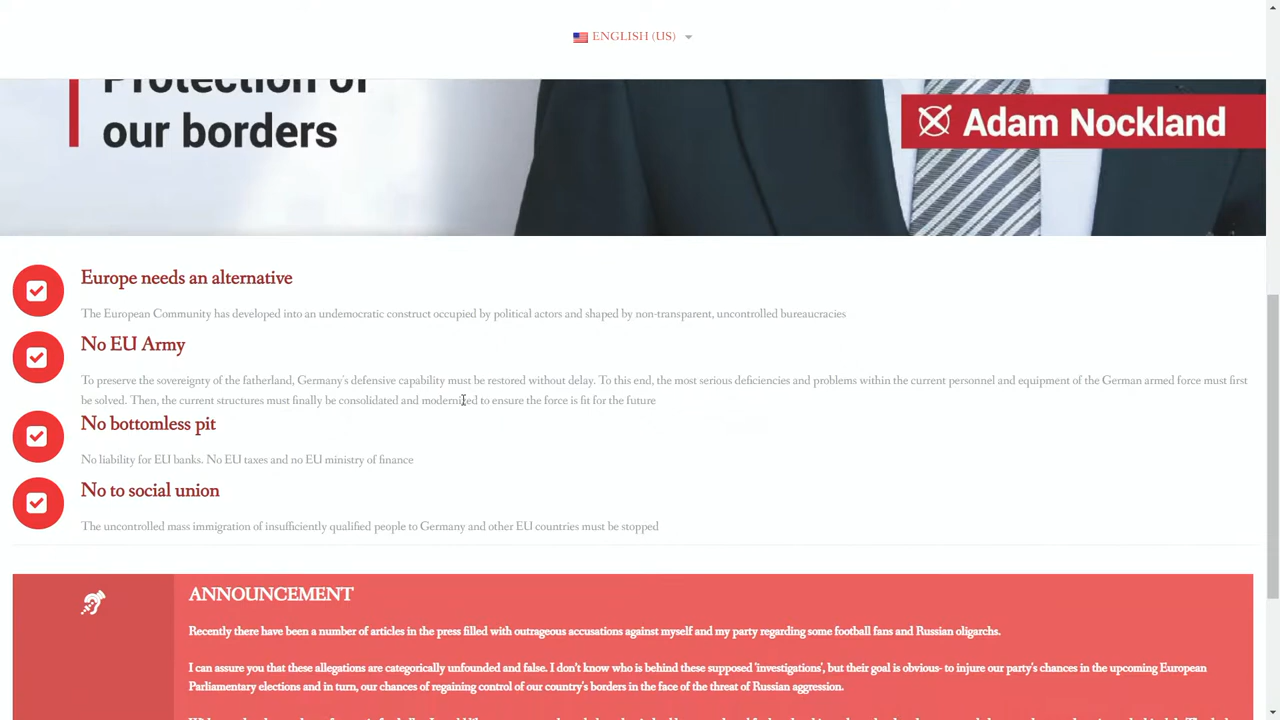 ENGLISH (US)
Protection of
our borders
Adam Nockland
Europe needs an alternative
The European Community has developed into an undemocratic construct occupied by political actors and shaped by non-transparent, uncontrolled bureaucracies
No EU Army
To preserve the sovereignty of the fatherland, Germany's defensive capability must be restored without delay. To this end, the most serious deficiencies and problems within the current personnel and equipment of the German armed force must first
be solved. Then, the current structures must finally be consolidated and modernized to ensure the force is fit for the future
No bottomless pit
No liability for EU banks. No EU taxes and no EU ministry of finance
No to social union
The uncontrolled mass immigration of insufficiently qualified people to Germany and other EU countries must be stopped
ANNOUNCEMENT
Recently there have been a number of articles in the press filled with outrageous accusations against myself and my party regarding some football fans and Russian oligarchs.
I can assure you that these allegations are categorically unfounded and false. I don't know who is behind these supposed 'investigations', but their goal is obvious- to injure our party's chances in the upcoming European
Parliamentary elections and in turn, our chances of regaining control of our country's borders in the face of the threat of Russian aggression.